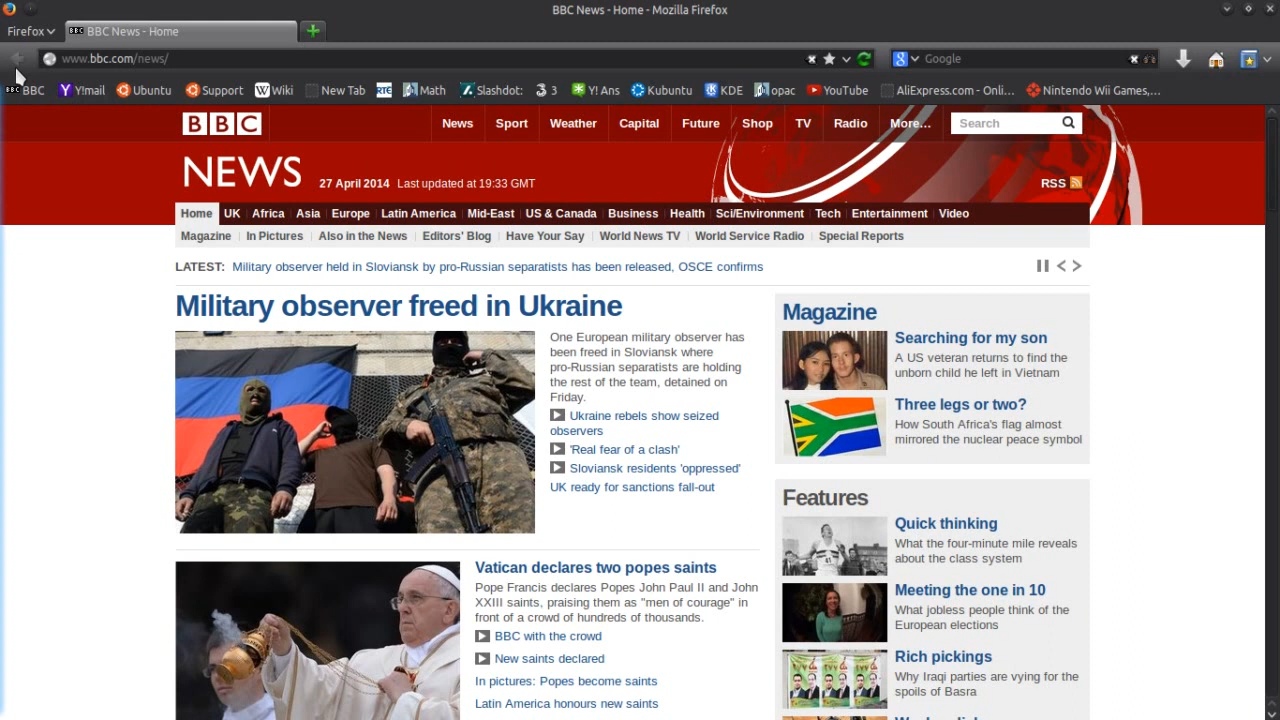 BBC News - Home - Mozilla Firefox
Firefox
BBC BBC News - Home
www.bbc.com/news/
Google
BBC BBC
Y!mail
Ubuntu
Support
Wiki
New Tab
RTE
Math
Slashdot:
3
Y! Ans
Kubuntu
KDE
opac
YouTube
AliExpress.com - Onli...
Nintendo Wii Games,...
BBC
News Sport Weather Capital Future Shop TV Radio More...
Search
NEWS
27 April 2014 Last updated at 19:33 GMT
RSS
Home UK Africa Asia Europe Latin America Mid-East US & Canada Business Health Sci/Environment Tech Entertainment Video
Magazine In Pictures Also in the News Editors' Blog Have Your Say World News TV World Service Radio Special Reports
LATEST: Military observer held in Sloviansk by pro-Russian separatists has been released, OSCE confirms
Military observer freed in Ukraine
One European military observer has
been freed in Sloviansk where
pro-Russian separatists are holding
the rest of the team, detained on
Friday.
Ukraine rebels show seized
observers
'Real fear of a clash'
Sloviansk residents 'oppressed'
UK ready for sanctions fall-out
Vatican declares two popes saints
Pope Francis declares Popes John Paul II and John
XXIII saints, praising them as "men of courage" in
front of a crowd of hundreds of thousands.
BBC with the crowd
New saints declared
In pictures: Popes become saints
Latin America honours new saints
Magazine
Searching for my son
A US veteran returns to find the
unborn child he left in Vietnam
Three legs or two?
How South Africa's flag almost
mirrored the nuclear peace symbol
Features
Quick thinking
What the four-minute mile reveals
about the class system
Meeting the one in 10
What jobless people think of the
European elections
Rich pickings
Why Iraqi parties are vying for the
spoils of Basra